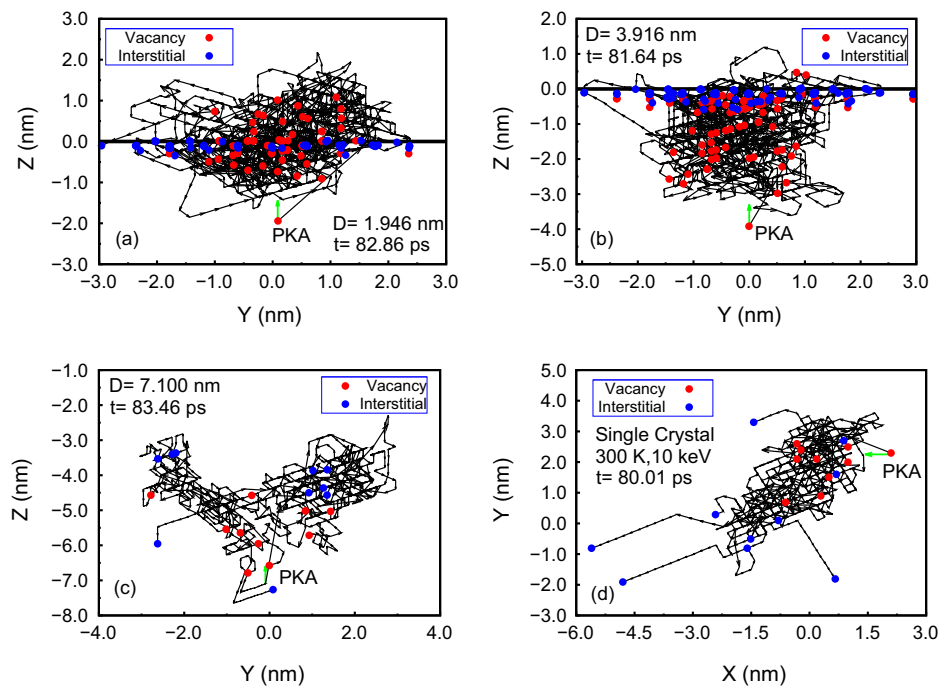 3.0
2.0
1.0
0.0
−1.0
−2.0
−3.0
Z (nm)
Vacancy
Interstitial
PKA
D= 1.946 nm
t= 82.86 ps
(a)
−3.0 −2.0 −1.0 0.0 1.0 2.0 3.0
Y (nm)
2.0
1.0
0.0
−1.0
−2.0
−3.0
−4.0
−5.0
Z (nm)
D= 3.916 nm
t= 81.64 ps
Vacancy
Interstitial
PKA
(b)
−3.0 −2.0 −1.0 0.0 1.0 2.0 3.0
Y (nm)
−1.0
−2.0
−3.0
−4.0
−5.0
−6.0
−7.0
−8.0
Z (nm)
D= 7.100 nm
t= 83.46 ps
Vacancy
Interstitial
PKA
(c)
−4.0 −2.0 0.0 2.0 4.0
Y (nm)
5.0
4.0
3.0
2.0
1.0
0.0
−1.0
−2.0
−3.0
Y (nm)
Vacancy
Interstitial
Single Crystal
300 K,10 keV
t= 80.01 ps
PKA
(d)
−6.0 −4.5 −3.0 −1.5 0.0 1.5 3.0
X (nm)